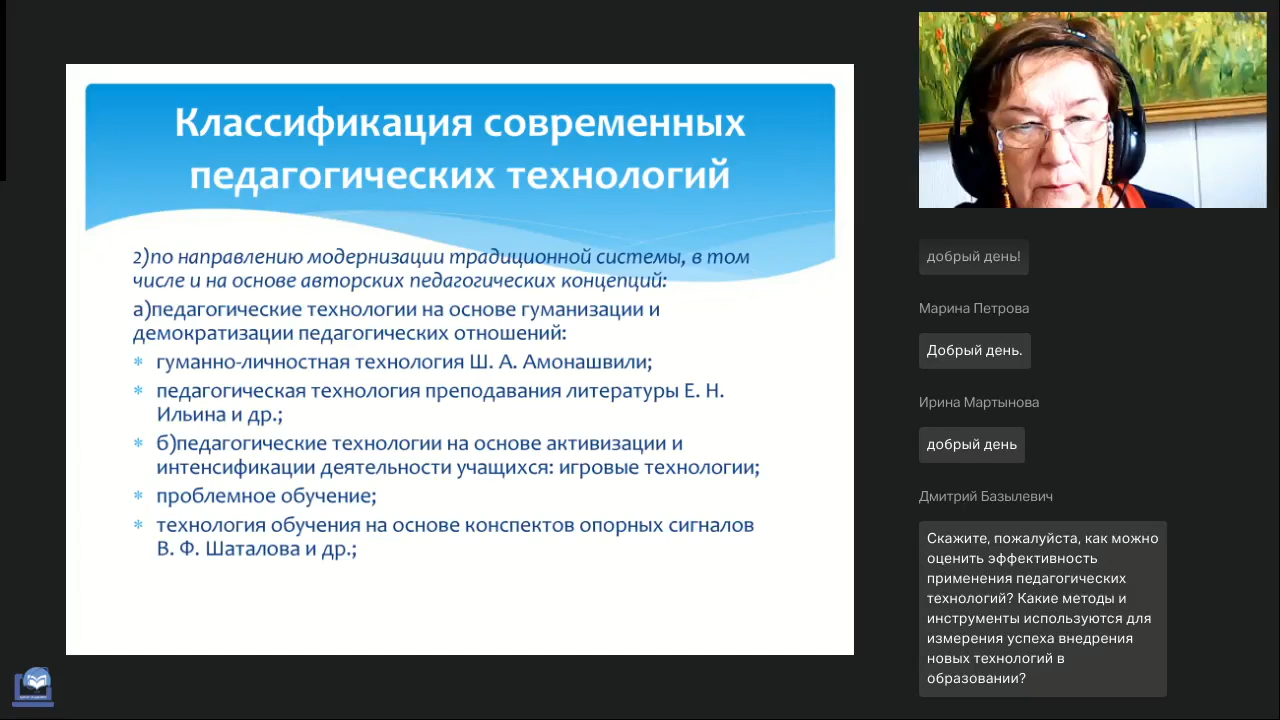 Классификация современных
педагогических технологий
2)по направлению модернизации традиционной системы, в том
числе и на основе авторских педагогических концепций:
а)педагогические технологии на основе гуманизации и
демократизации педагогических отношений:
* гуманно-личностная технология Ш. А. Амонашвили;
* педагогическая технология преподавания литературы Е. Н.
Ильина и др.;
* б)педагогические технологии на основе активизации и
интенсификации деятельности учащихся: игровые технологии;
* проблемное обучение;
* технология обучения на основе конспектов опорных сигналов
В. Ф. Шаталова и др.;
добрый день!
Марина Петрова
Добрый день.
Ирина Мартынова
добрый день
Дмитрий Базылевич
Скажите, пожалуйста, как можно
оценить эффективность
применения педагогических
технологий? Какие методы и
инструменты используются для
измерения успеха внедрения
новых технологий в
образовании?